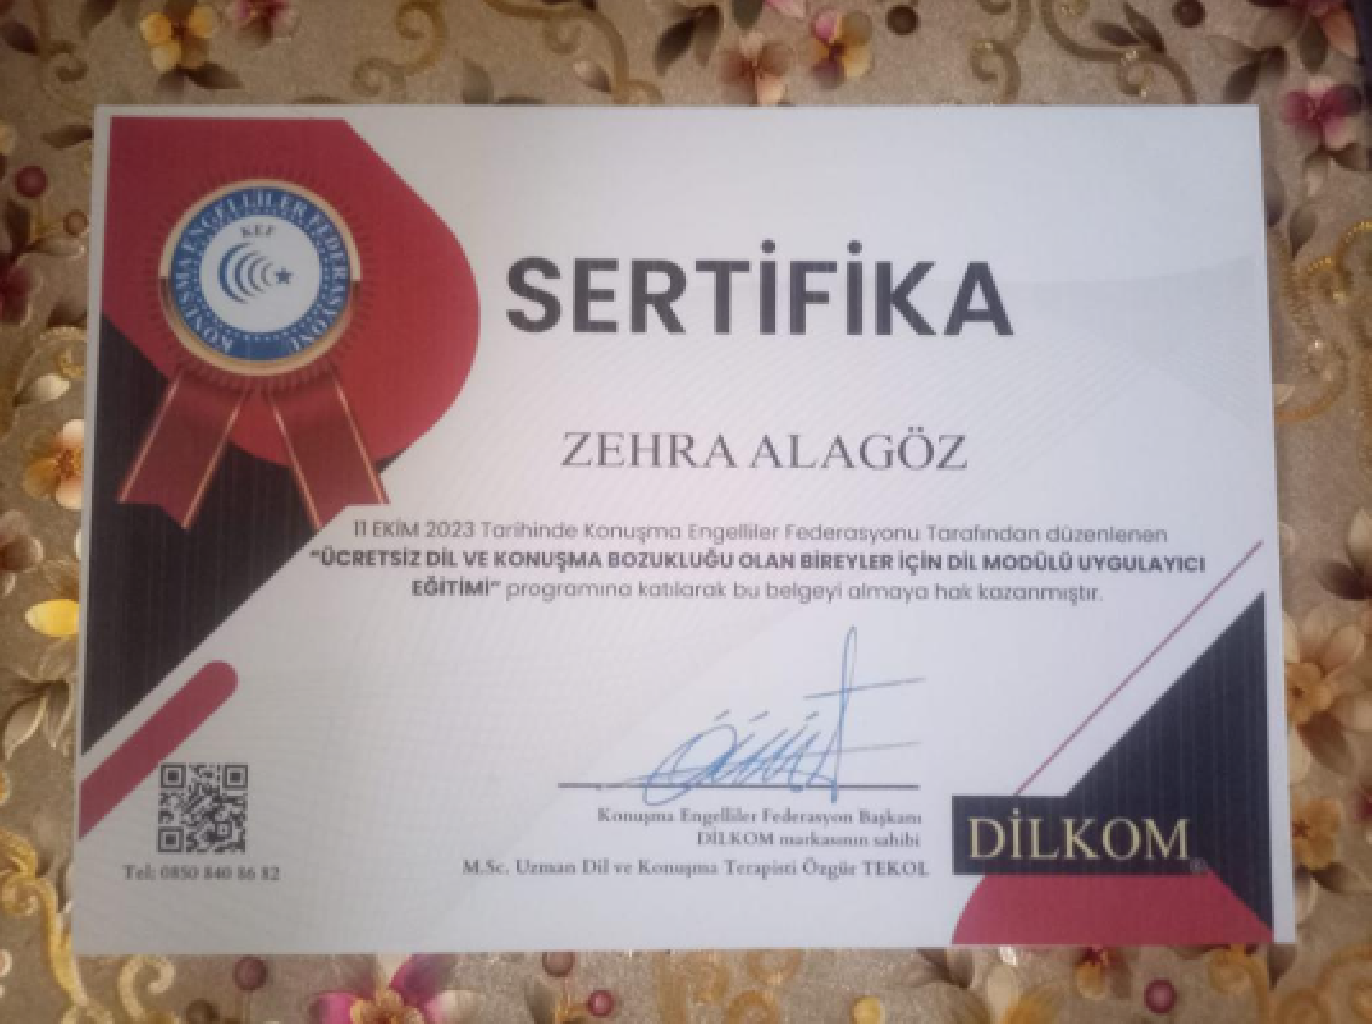 KONUŞMA ENGELLİLER FEDERASYONU
KEF
SERTİFİKA
ZEHRA ALAGÖZ
11 EKİM 2023 Tarihinde Konuşma Engelliler Federasyonu Tarafından düzenlenen
“ÜCRETSİZ DİL VE KONUŞMA BOZUKLUĞU OLAN BİREYLER İÇİN DİL MODÜLÜ UYGULAYICI
EĞİTİMİ” programına katılarak bu belgeyi almaya hak kazanmıştır.
Konuşma Engelliler Federasyon Başkanı
DİLKOM markasının sahibi
M.Sc. Uzman Dil ve Konuşma Terapisti Özgür TEKOL
Tel: 0850 840 86 82
DİLKOM®